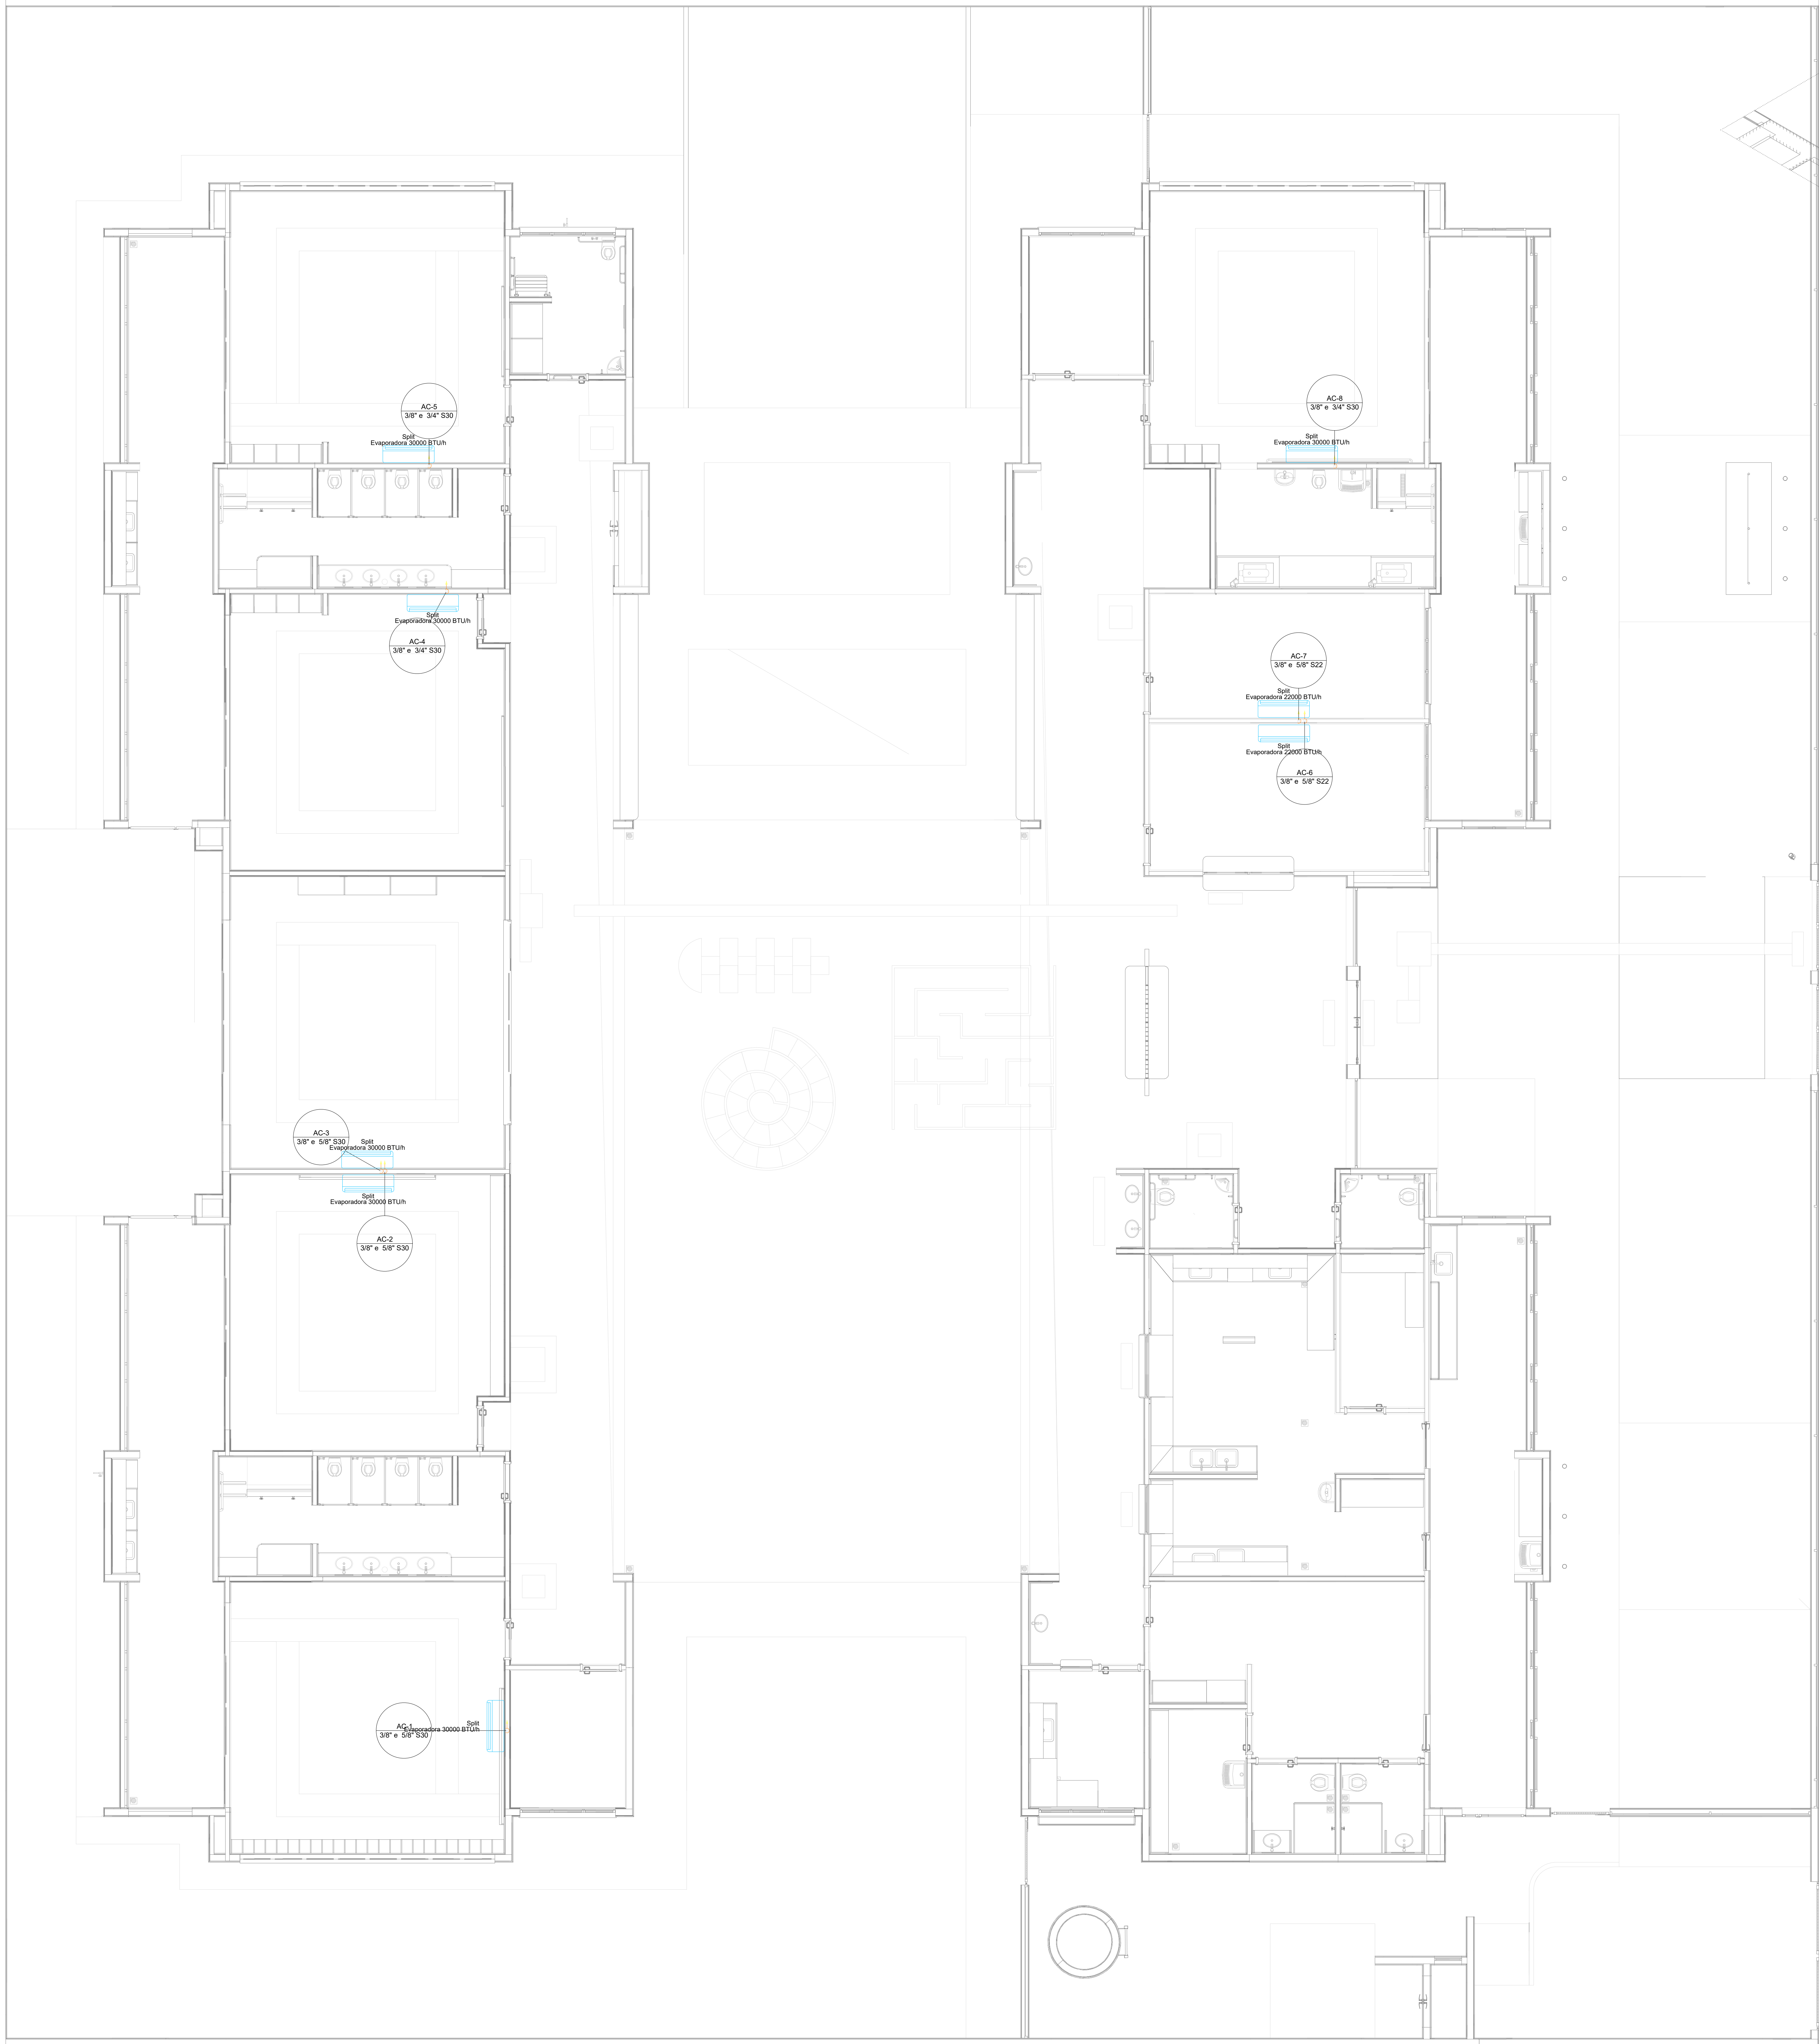 AC-8
3/8" e 3/4" S30
Split
Evaporadora 30000 BTU/h
AC-5
3/8" e 3/4" S30
Split
Evaporadora 30000 BTU/h
Split
Evaporadora 30000 BTU/h
AC-4
3/8" e 3/4" S30
AC-7
3/8" e 5/8" S22
Split
Evaporadora 22000 BTU/h
Split
Evaporadora 22000 BTU/h
AC-6
3/8" e 5/8" S22
AC-3
3/8" e 5/8" S30
Split
Evaporadora 30000 BTU/h
Split
Evaporadora 30000 BTU/h
AC-2
3/8" e 5/8" S30
Split
AC-1
Evaporadora 30000 BTU/h
3/8" e 5/8" S30